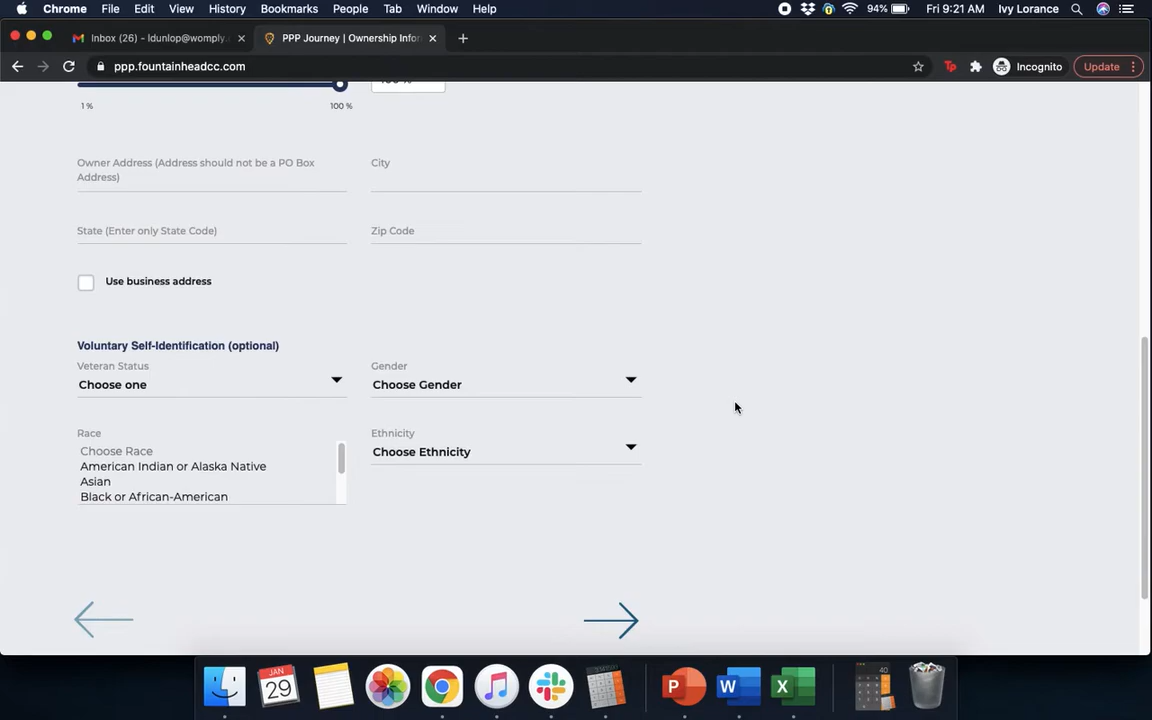 Chrome File Edit View History Bookmarks People Tab Window Help 94% Fri 9:21 AM Ivy Lorance
Inbox (26) - ldunlop@womply. PPP Journey | Ownership Infor
ppp.fountainheadcc.com Incognito Update
1 % 100 %
Owner Address (Address should not be a PO Box
Address)
City
State (Enter only State Code) Zip Code
Use business address
Voluntary Self-Identification (optional)
Veteran Status Gender
Choose one Choose Gender
Race Ethnicity
Choose Race Choose Ethnicity
American Indian or Alaska Native
Asian
Black or African-American
JAN
29
P W X
40